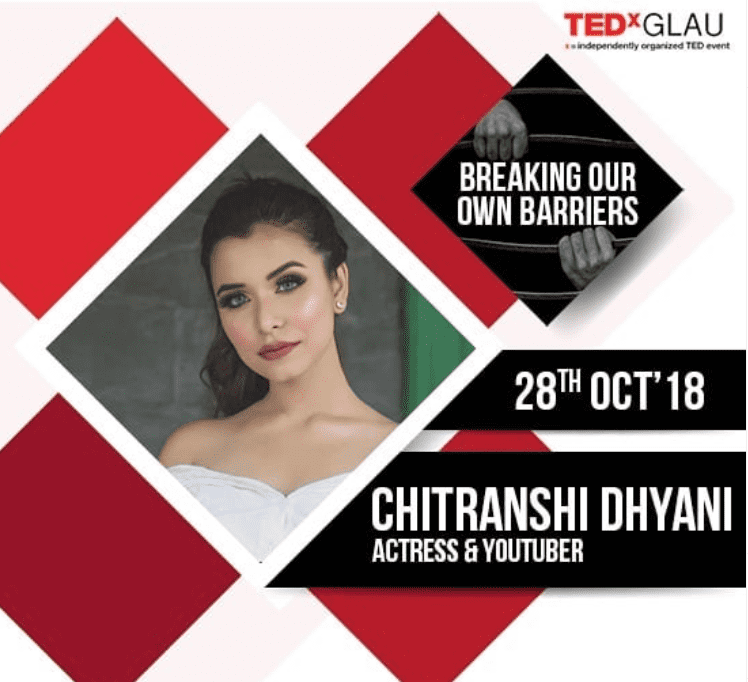 TEDxGLAU
x = independently organized TED event
BREAKING OUR
OWN BARRIERS
28TH OCT'18
CHITRANSHI DHYANI
ACTRESS & YOUTUBER